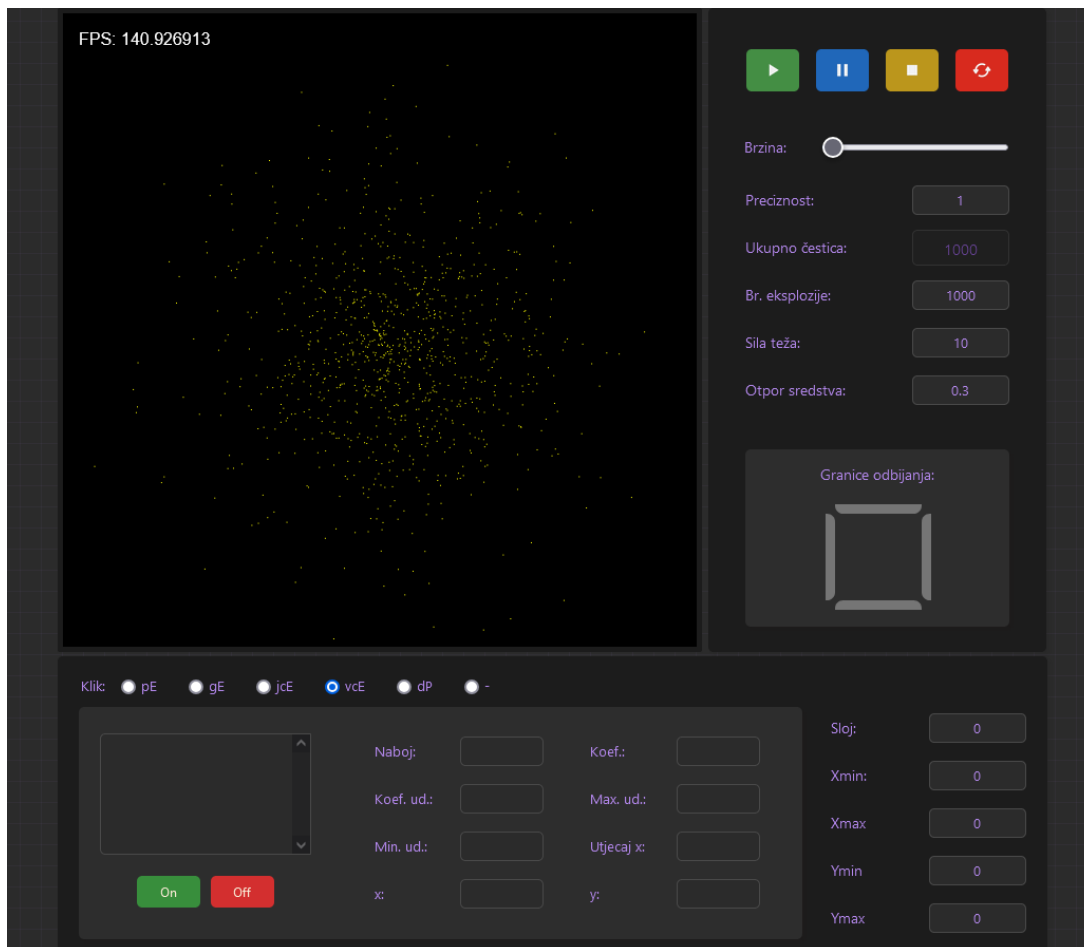 FPS: 140.926913
Brzina:
Preciznost: 1
Ukupno čestica: 1000
Br. eksplozije: 1000
Sila teža: 10
Otpor sredstva: 0.3
Granice odbijanja:
Klik: pE gE jcE vcE dP -
Naboj: Koef.:
Koef. ud.: Max. ud.:
Min. ud.: Utjecaj x:
x: y:
On Off
Sloj: 0
Xmin: 0
Xmax 0
Ymin 0
Ymax 0